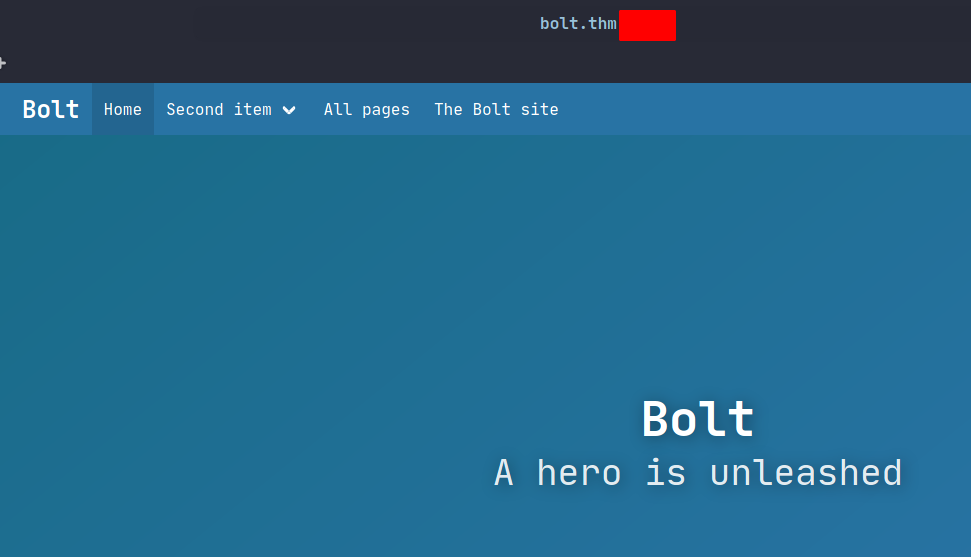 bolt.thm
Bolt Home Second item All pages The Bolt site
Bolt
A hero is unleashed